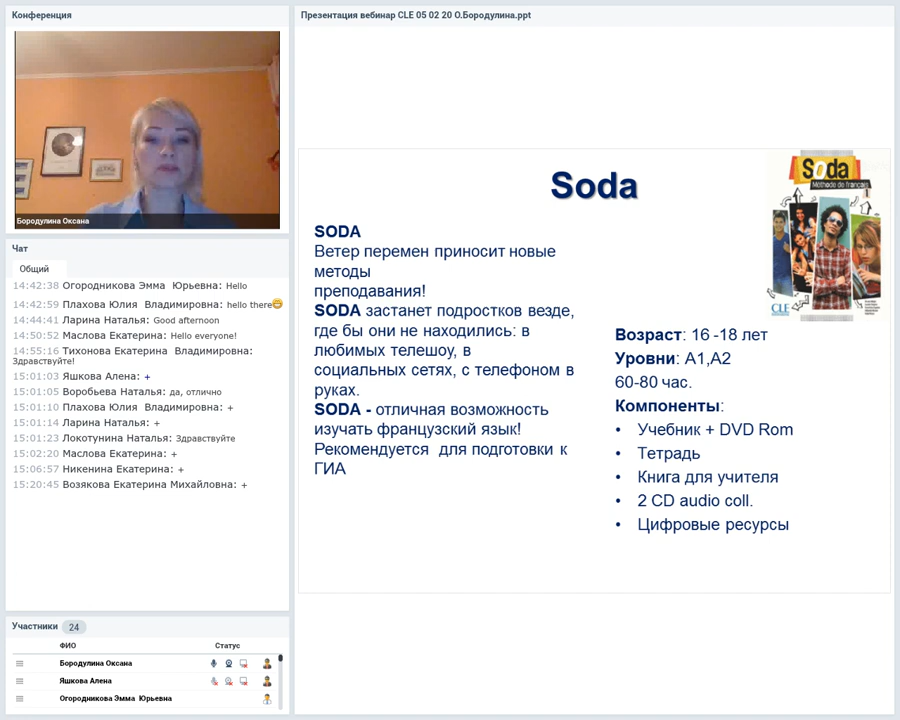 Конференция
Бородулина Оксана
Чат
Общий
14:42:38 Огородникова Эмма Юрьевна: Hello
14:42:59 Плахова Юлия Владимировна: hello there
14:44:41 Ларина Наталья: Good afternoon
14:50:52 Маслова Екатерина: Hello everyone!
14:55:16 Тихонова Екатерина Владимировна:
Здравствуйте!
15:01:03 Яшкова Алена: +
15:01:05 Воробьева Наталья: да, отлично
15:01:10 Плахова Юлия Владимировна: +
15:01:14 Ларина Наталья: +
15:01:23 Локотунина Наталья: Здравствуйте
15:02:20 Маслова Екатерина: +
15:06:57 Никенина Екатерина: +
15:20:45 Возякова Екатерина Михайловна: +
Участники 24
ФИО Статус
Бородулина Оксана
Яшкова Алена
Огородникова Эмма Юрьевна
Презентация вебинар CLE 05 02 20 О.Бородулина.ppt
Soda
SODA
Ветер перемен приносит новые
методы
преподавания!
SODA застанет подростков везде,
где бы они не находились: в
любимых телешоу, в
социальных сетях, с телефоном в
руках.
SODA - отличная возможность
изучать французский язык!
Рекомендуется для подготовки к
ГИА
Soda
Méthode de français
1
CLE
Возраст: 16 -18 лет
Уровни: А1,А2
60-80 час.
Компоненты:
• Учебник + DVD Rom
• Тетрадь
• Книга для учителя
• 2 CD audio coll.
• Цифровые ресурсы